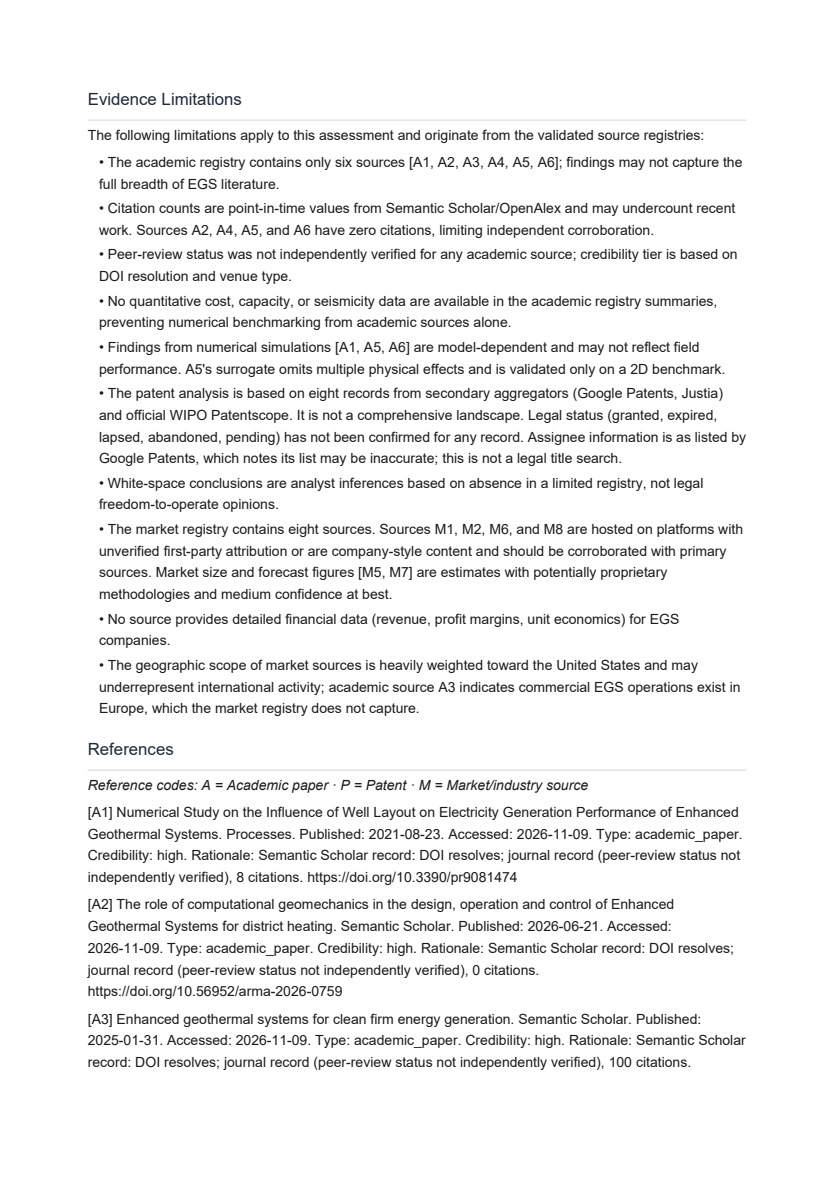 Evidence Limitations
The following limitations apply to this assessment and originate from the validated source registries:
• The academic registry contains only six sources [A1, A2, A3, A4, A5, A6]; findings may not capture the
full breadth of EGS literature.
• Citation counts are point-in-time values from Semantic Scholar/OpenAlex and may undercount recent
work. Sources A2, A4, A5, and A6 have zero citations, limiting independent corroboration.
• Peer-review status was not independently verified for any academic source; credibility tier is based on
DOI resolution and venue type.
• No quantitative cost, capacity, or seismicity data are available in the academic registry summaries,
preventing numerical benchmarking from academic sources alone.
• Findings from numerical simulations [A1, A5, A6] are model-dependent and may not reflect field
performance. A5's surrogate omits multiple physical effects and is validated only on a 2D benchmark.
• The patent analysis is based on eight records from secondary aggregators (Google Patents, Justia)
and official WIPO Patentscope. It is not a comprehensive landscape. Legal status (granted, expired,
lapsed, abandoned, pending) has not been confirmed for any record. Assignee information is as listed by
Google Patents, which notes its list may be inaccurate; this is not a legal title search.
• White-space conclusions are analyst inferences based on absence in a limited registry, not legal
freedom-to-operate opinions.
• The market registry contains eight sources. Sources M1, M2, M6, and M8 are hosted on platforms with
unverified first-party attribution or are company-style content and should be corroborated with primary
sources. Market size and forecast figures [M5, M7] are estimates with potentially proprietary
methodologies and medium confidence at best.
• No source provides detailed financial data (revenue, profit margins, unit economics) for EGS
companies.
• The geographic scope of market sources is heavily weighted toward the United States and may
underrepresent international activity; academic source A3 indicates commercial EGS operations exist in
Europe, which the market registry does not capture.
References
Reference codes: A = Academic paper · P = Patent · M = Market/industry source
[A1] Numerical Study on the Influence of Well Layout on Electricity Generation Performance of Enhanced
Geothermal Systems. Processes. Published: 2021-08-23. Accessed: 2026-11-09. Type: academic_paper.
Credibility: high. Rationale: Semantic Scholar record: DOI resolves; journal record (peer-review status not
independently verified), 8 citations. https://doi.org/10.3390/pr9081474
[A2] The role of computational geomechanics in the design, operation and control of Enhanced
Geothermal Systems for district heating. Semantic Scholar. Published: 2026-06-21. Accessed:
2026-11-09. Type: academic_paper. Credibility: high. Rationale: Semantic Scholar record: DOI resolves;
journal record (peer-review status not independently verified), 0 citations.
https://doi.org/10.56952/arma-2026-0759
[A3] Enhanced geothermal systems for clean firm energy generation. Semantic Scholar. Published:
2025-01-31. Accessed: 2026-11-09. Type: academic_paper. Credibility: high. Rationale: Semantic Scholar
record: DOI resolves; journal record (peer-review status not independently verified), 100 citations.